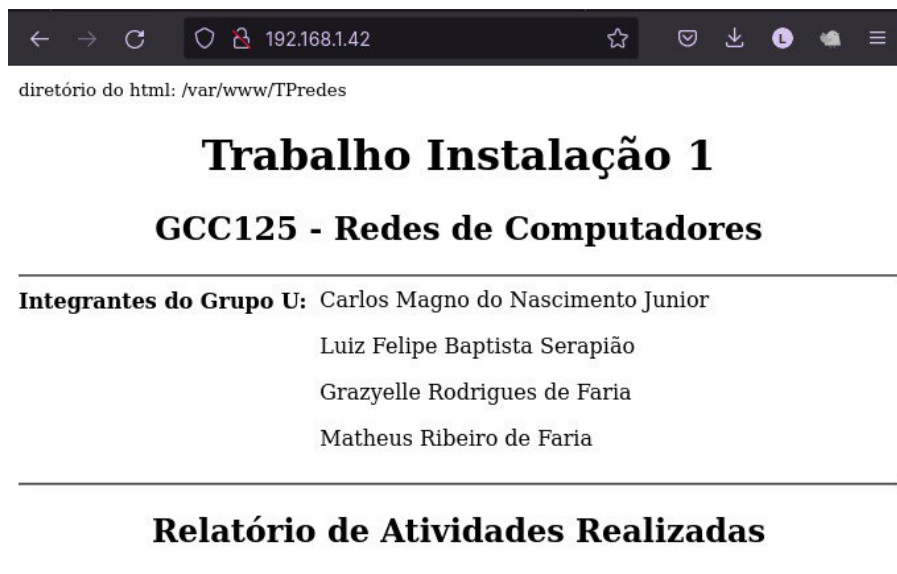 192.168.1.42
L
diretório do html: /var/www/TPredes
Trabalho Instalação 1
GCC125 - Redes de Computadores
Integrantes do Grupo U: Carlos Magno do Nascimento Junior
Luiz Felipe Baptista Serapião
Grazyelle Rodrigues de Faria
Matheus Ribeiro de Faria
Relatório de Atividades Realizadas